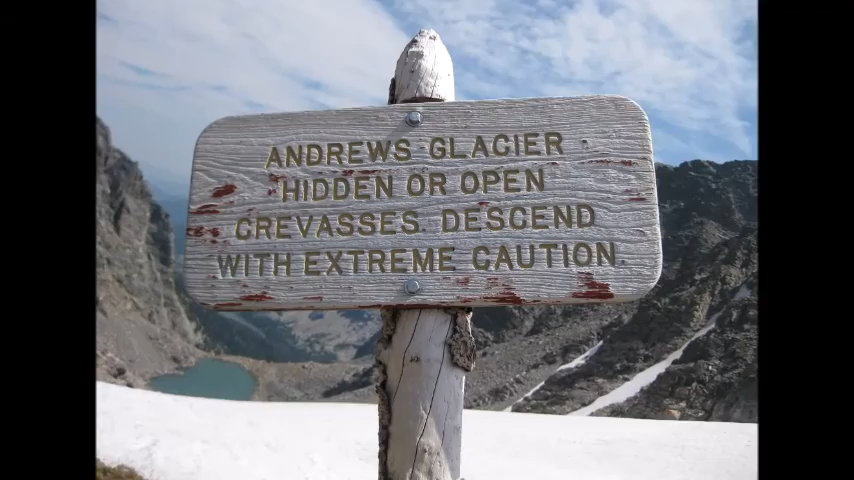 ANDREWS GLACIER
HIDDEN OR OPEN
CREVASSES. DESCEND
WITH EXTREME CAUTION.